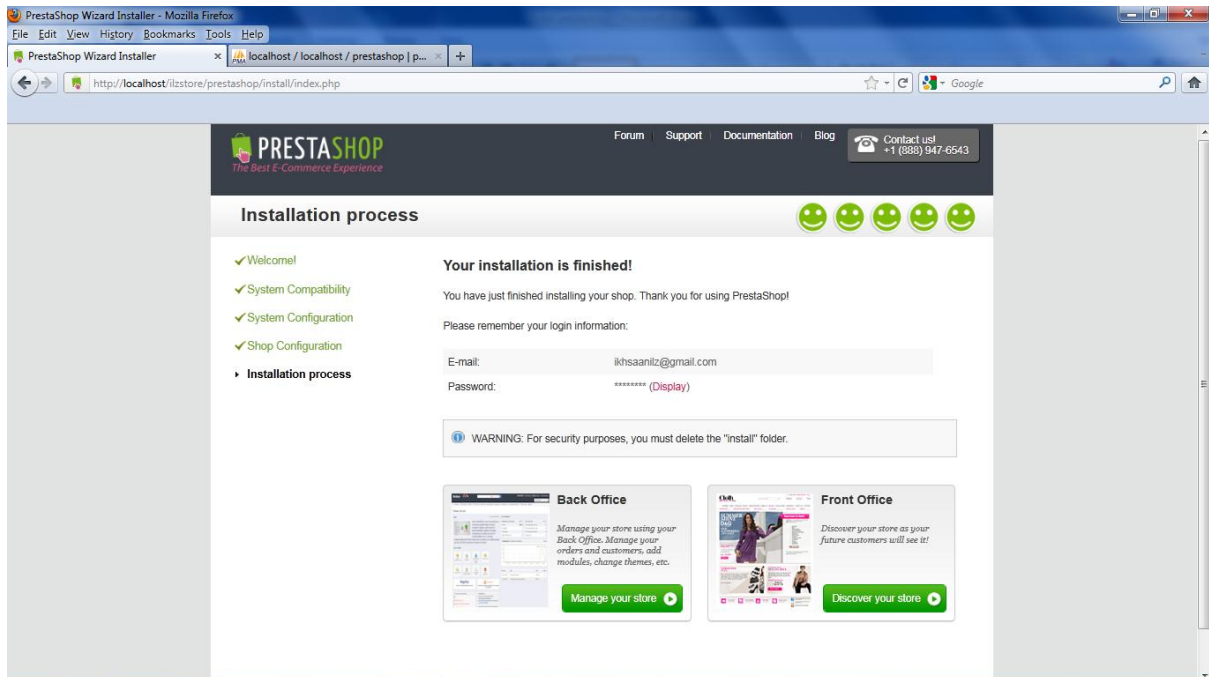 PrestaShop Wizard Installer - Mozilla Firefox
File Edit View History Bookmarks Tools Help
PrestaShop Wizard Installer
localhost / localhost / prestashop | p...
http://localhost/ilzstore/prestashop/install/index.php
Google
PRESTASHOP
The Best E-Commerce Experience
Forum
Support
Documentation
Blog
Contact us!
+1 (888) 947-6543
Installation process
Welcome!
System Compatibility
System Configuration
Shop Configuration
Installation process
Your installation is finished!
You have just finished installing your shop. Thank you for using PrestaShop!
Please remember your login information:
E-mail: ikhsaanilz@gmail.com
Password: ******** (Display)
WARNING: For security purposes, you must delete the "install" folder.
Back Office
Manage your store using your
Back Office. Manage your
orders and customers, add
modules, change themes, etc.
Manage your store
Front Office
Discover your store as your
future customers will see it!
Discover your store